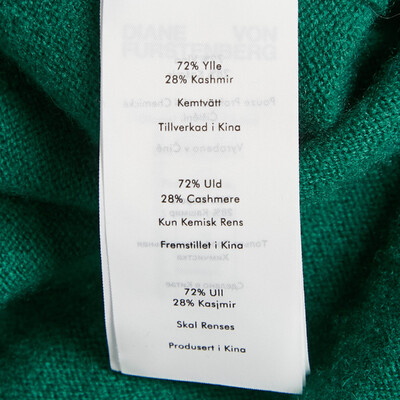 72% Ylle
28% Kashmir
Kemtvätt
Tillverkad i Kina
72% Uld
28% Cashmere
Kun Kemisk Rens
Fremstillet i Kina
72% Ull
28% Kasjmir
Skal Renses
Produsert i Kina